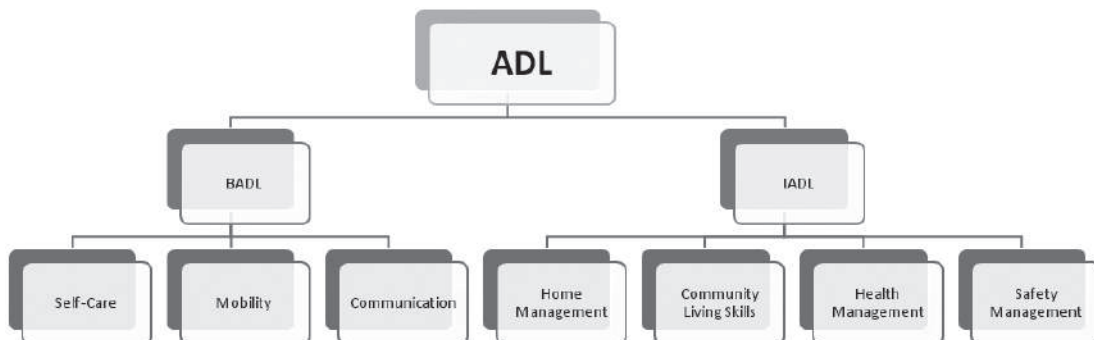 ADL
BADL
IADL
Self-Care
Mobility
Communication
Home
Management
Community
Living Skills
Health
Management
Safety
Management